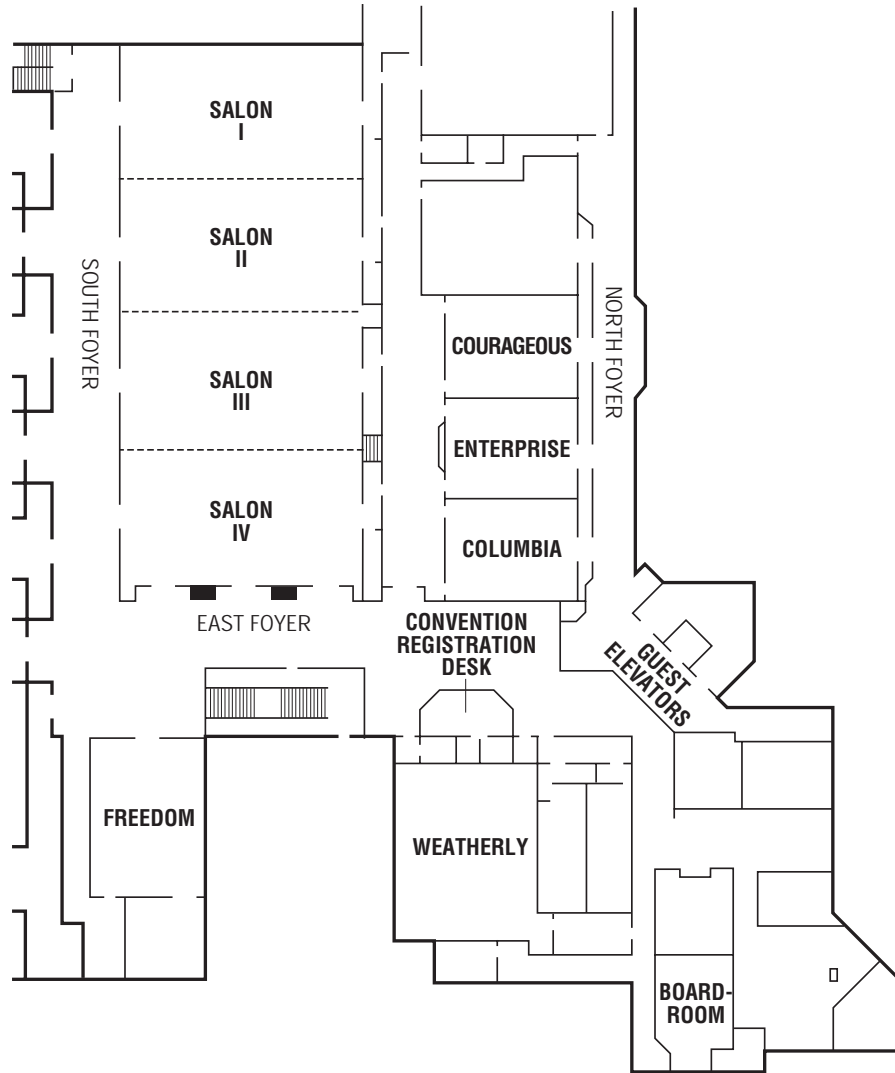 SALON
I
SALON
II
SOUTH FOYER
NORTH FOYER
COURAGEOUS
SALON
III
ENTERPRISE
SALON
IV
COLUMBIA
EAST FOYER
CONVENTION
REGISTRATION
DESK
GUEST
ELEVATORS
FREEDOM
WEATHERLY
BOARD-
ROOM